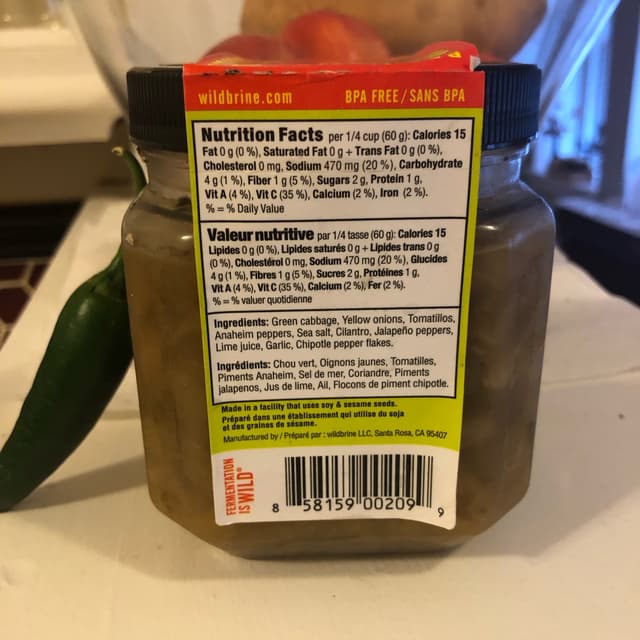 wildbrine.com BPA FREE/SANS BPA
Nutrition Facts per 1/4 cup (60 g): Calories 15
Fat 0 g (0 %), Saturated Fat 0 g + Trans Fat 0 g (0 %),
Cholesterol 0 mg, Sodium 470 mg (20 %), Carbohydrate
4 g (1 %), Fiber 1 g (5 %), Sugars 2 g, Protein 1 g,
Vit A (4 %), Vit C (35 %), Calcium (2 %), Iron (2 %).
% = % Daily Value
Valeur nutritive par 1/4 tasse (60 g): Calories 15
Lipides 0 g (0 %), Lipides saturés 0 g + Lipides trans 0 g
(0 %), Cholestérol 0 mg, Sodium 470 mg (20 %), Glucides
4 g (1 %), Fibres 1 g (5 %), Sucres 2 g, Protéines 1 g,
Vit A (4 %), Vit C (35 %), Calcium (2 %), Fer (2 %).
% = % valuer quotidienne
Ingredients: Green cabbage, Yellow onions, Tomatillos,
Anaheim peppers, Sea salt, Cilantro, Jalapeño peppers,
Lime juice, Garlic, Chipotle pepper flakes.
Ingrédients: Chou vert, Oignons jaunes, Tomatilles,
Piments Anaheim, Sel de mer, Coriandre, Piments
jalapenos, Jus de lime, Ail, Flocons de piment chipotle.
Made in a facility that uses soy & sesame seeds.
Préparé dans une établissement qui utilise du soja
et des graines de sésame.
Manufactured by / Préparé par : wildbrine LLC, Santa Rosa, CA 95407
FERMENTATION
IS WILD®
8 58159 00209 9